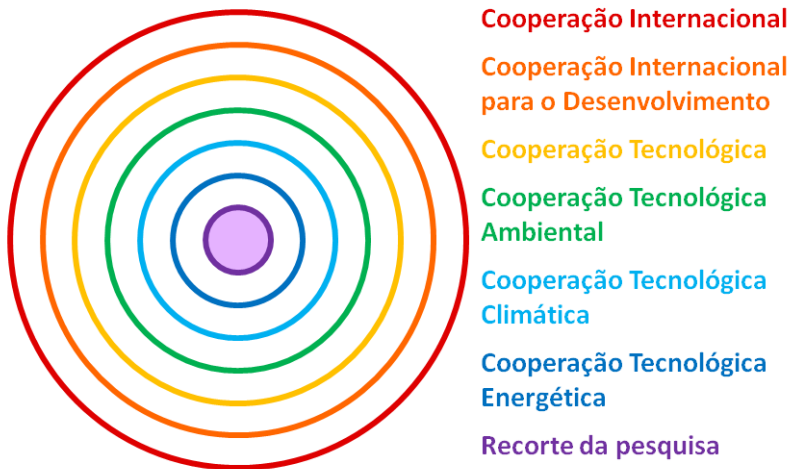 Cooperação Internacional
Cooperação Internacional
para o Desenvolvimento
Cooperação Tecnológica
Cooperação Tecnológica
Ambiental
Cooperação Tecnológica
Climática
Cooperação Tecnológica
Energética
Recorte da pesquisa